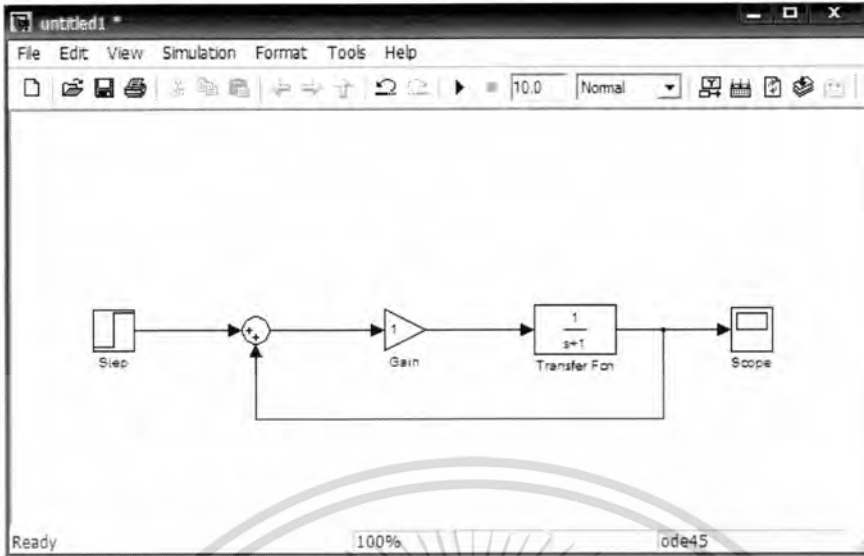 untitled1 *
File Edit View Simulation Format Tools Help
10.0 Normal
1
1
s+1
Step
Gain
Transfer Fcn
Scope
Ready 100% ode45